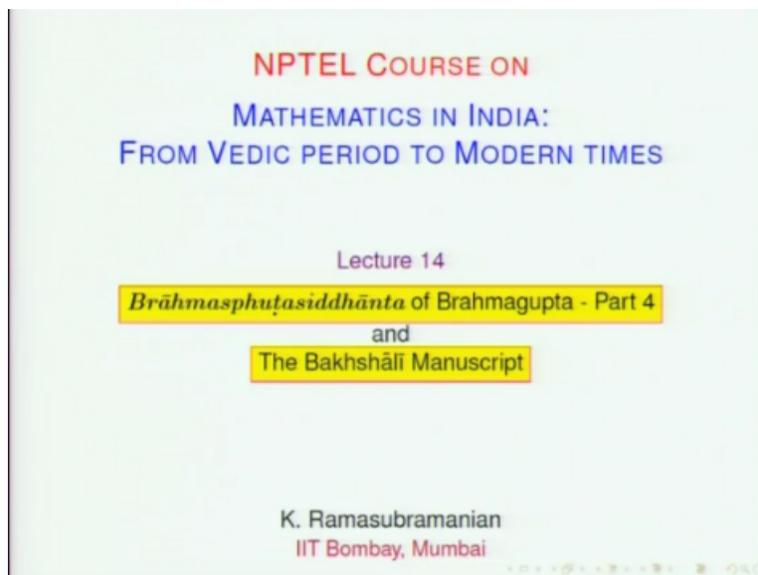 NPTEL COURSE ON
MATHEMATICS IN INDIA:
FROM VEDIC PERIOD TO MODERN TIMES
Lecture 14
Brāhmasphuṭasiddhānta of Brahmagupta - Part 4
and
The Bakhshālī Manuscript
K. Ramasubramanian
IIT Bombay, Mumbai